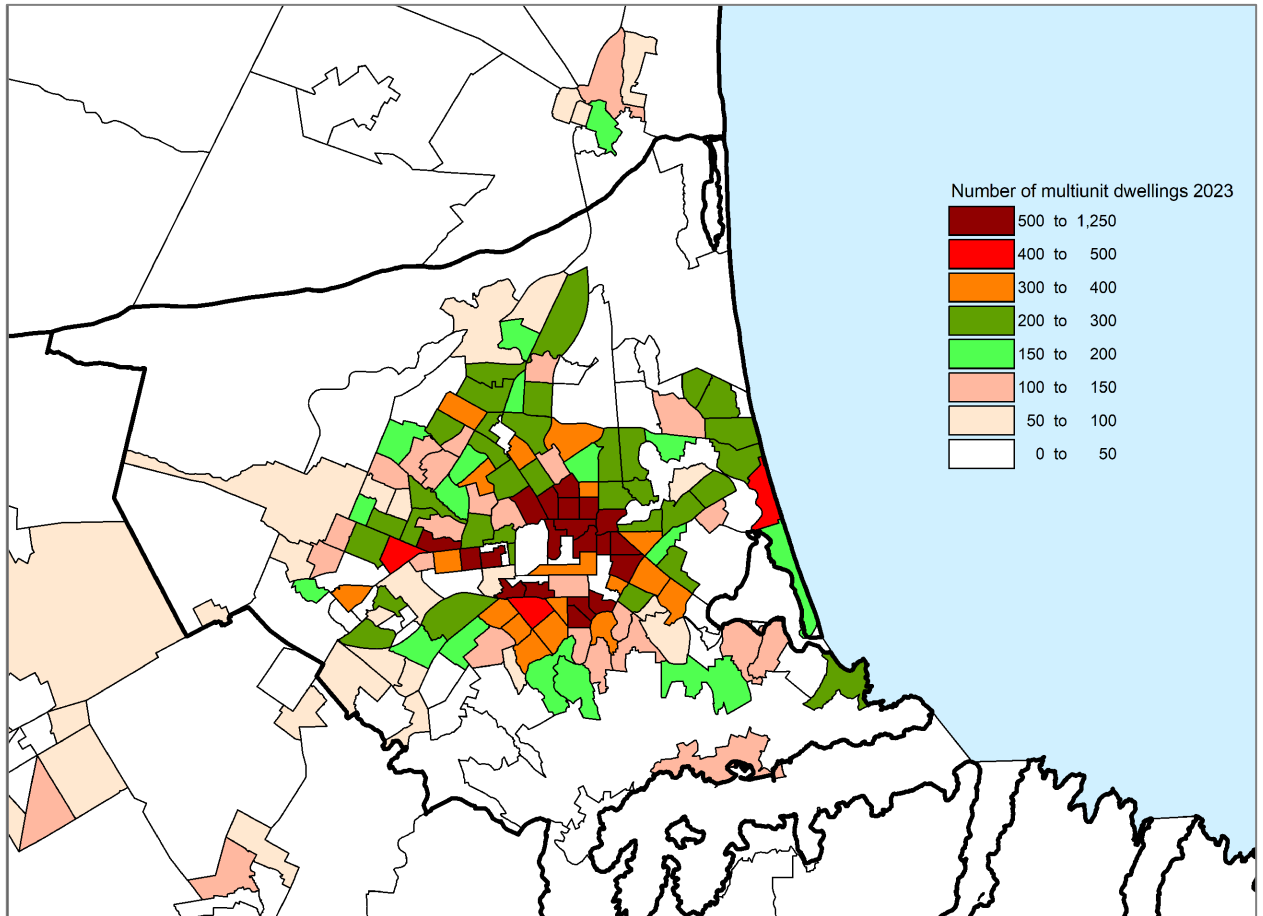 Number of multiunit dwellings 2023
500 to 1,250
400 to 500
300 to 400
200 to 300
150 to 200
100 to 150
50 to 100
0 to 50